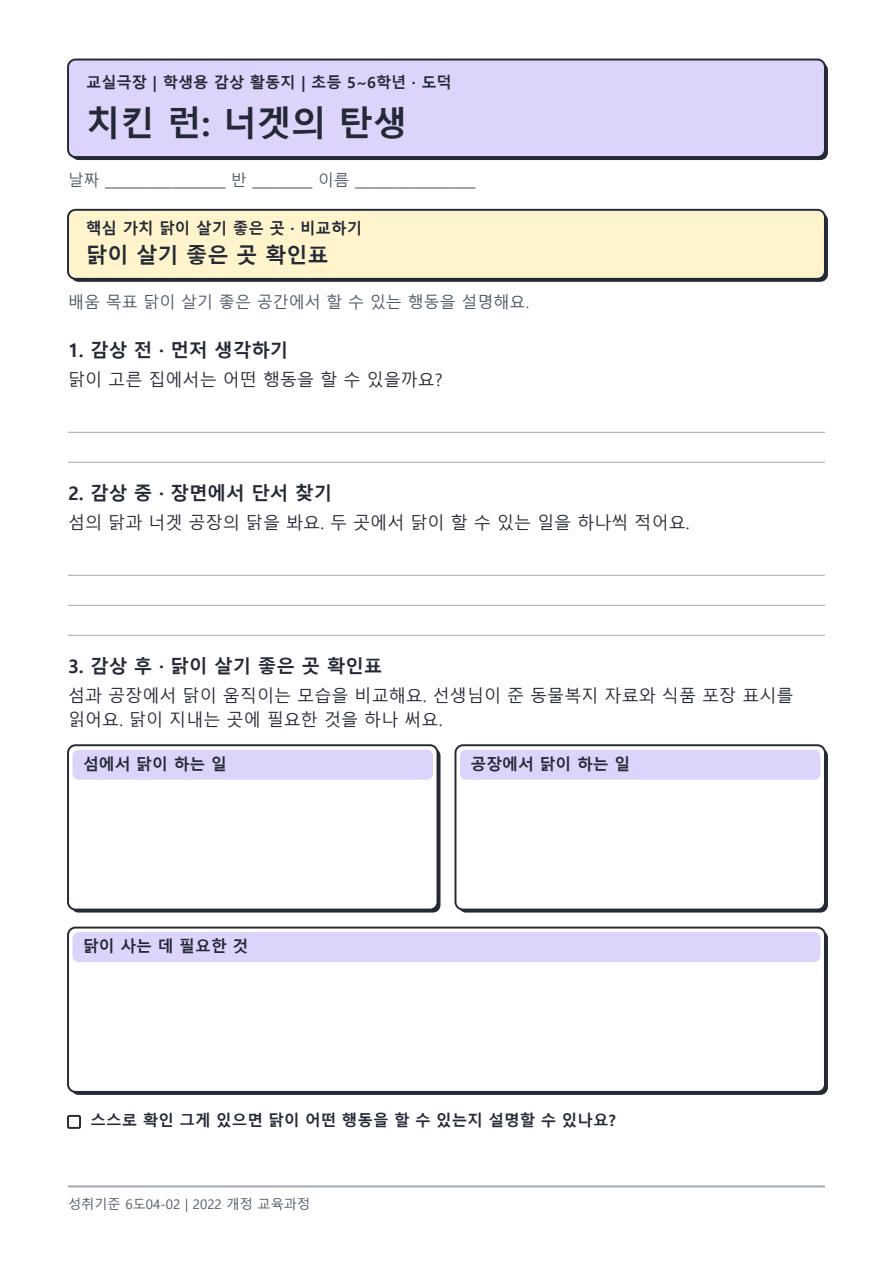 교실극장 | 학생용 감상 활동지 | 초등 5~6학년 · 도덕
치킨 런: 너겟의 탄생
날짜 ______________ 반 _______ 이름 ______________
핵심 가치 닭이 살기 좋은 곳 · 비교하기
닭이 살기 좋은 곳 확인표
배움 목표 닭이 살기 좋은 공간에서 할 수 있는 행동을 설명해요.
1. 감상 전 · 먼저 생각하기
닭이 고른 집에서는 어떤 행동을 할 수 있을까요?
2. 감상 중 · 장면에서 단서 찾기
섬의 닭과 너겟 공장의 닭을 봐요. 두 곳에서 닭이 할 수 있는 일을 하나씩 적어요.
3. 감상 후 · 닭이 살기 좋은 곳 확인표
섬과 공장에서 닭이 움직이는 모습을 비교해요. 선생님이 준 동물복지 자료와 식품 포장 표시를
읽어요. 닭이 지내는 곳에 필요한 것을 하나 써요.
섬에서 닭이 하는 일
공장에서 닭이 하는 일
닭이 사는 데 필요한 것
스스로 확인 그게 있으면 닭이 어떤 행동을 할 수 있는지 설명할 수 있나요?
성취기준 6도04-02 | 2022 개정 교육과정